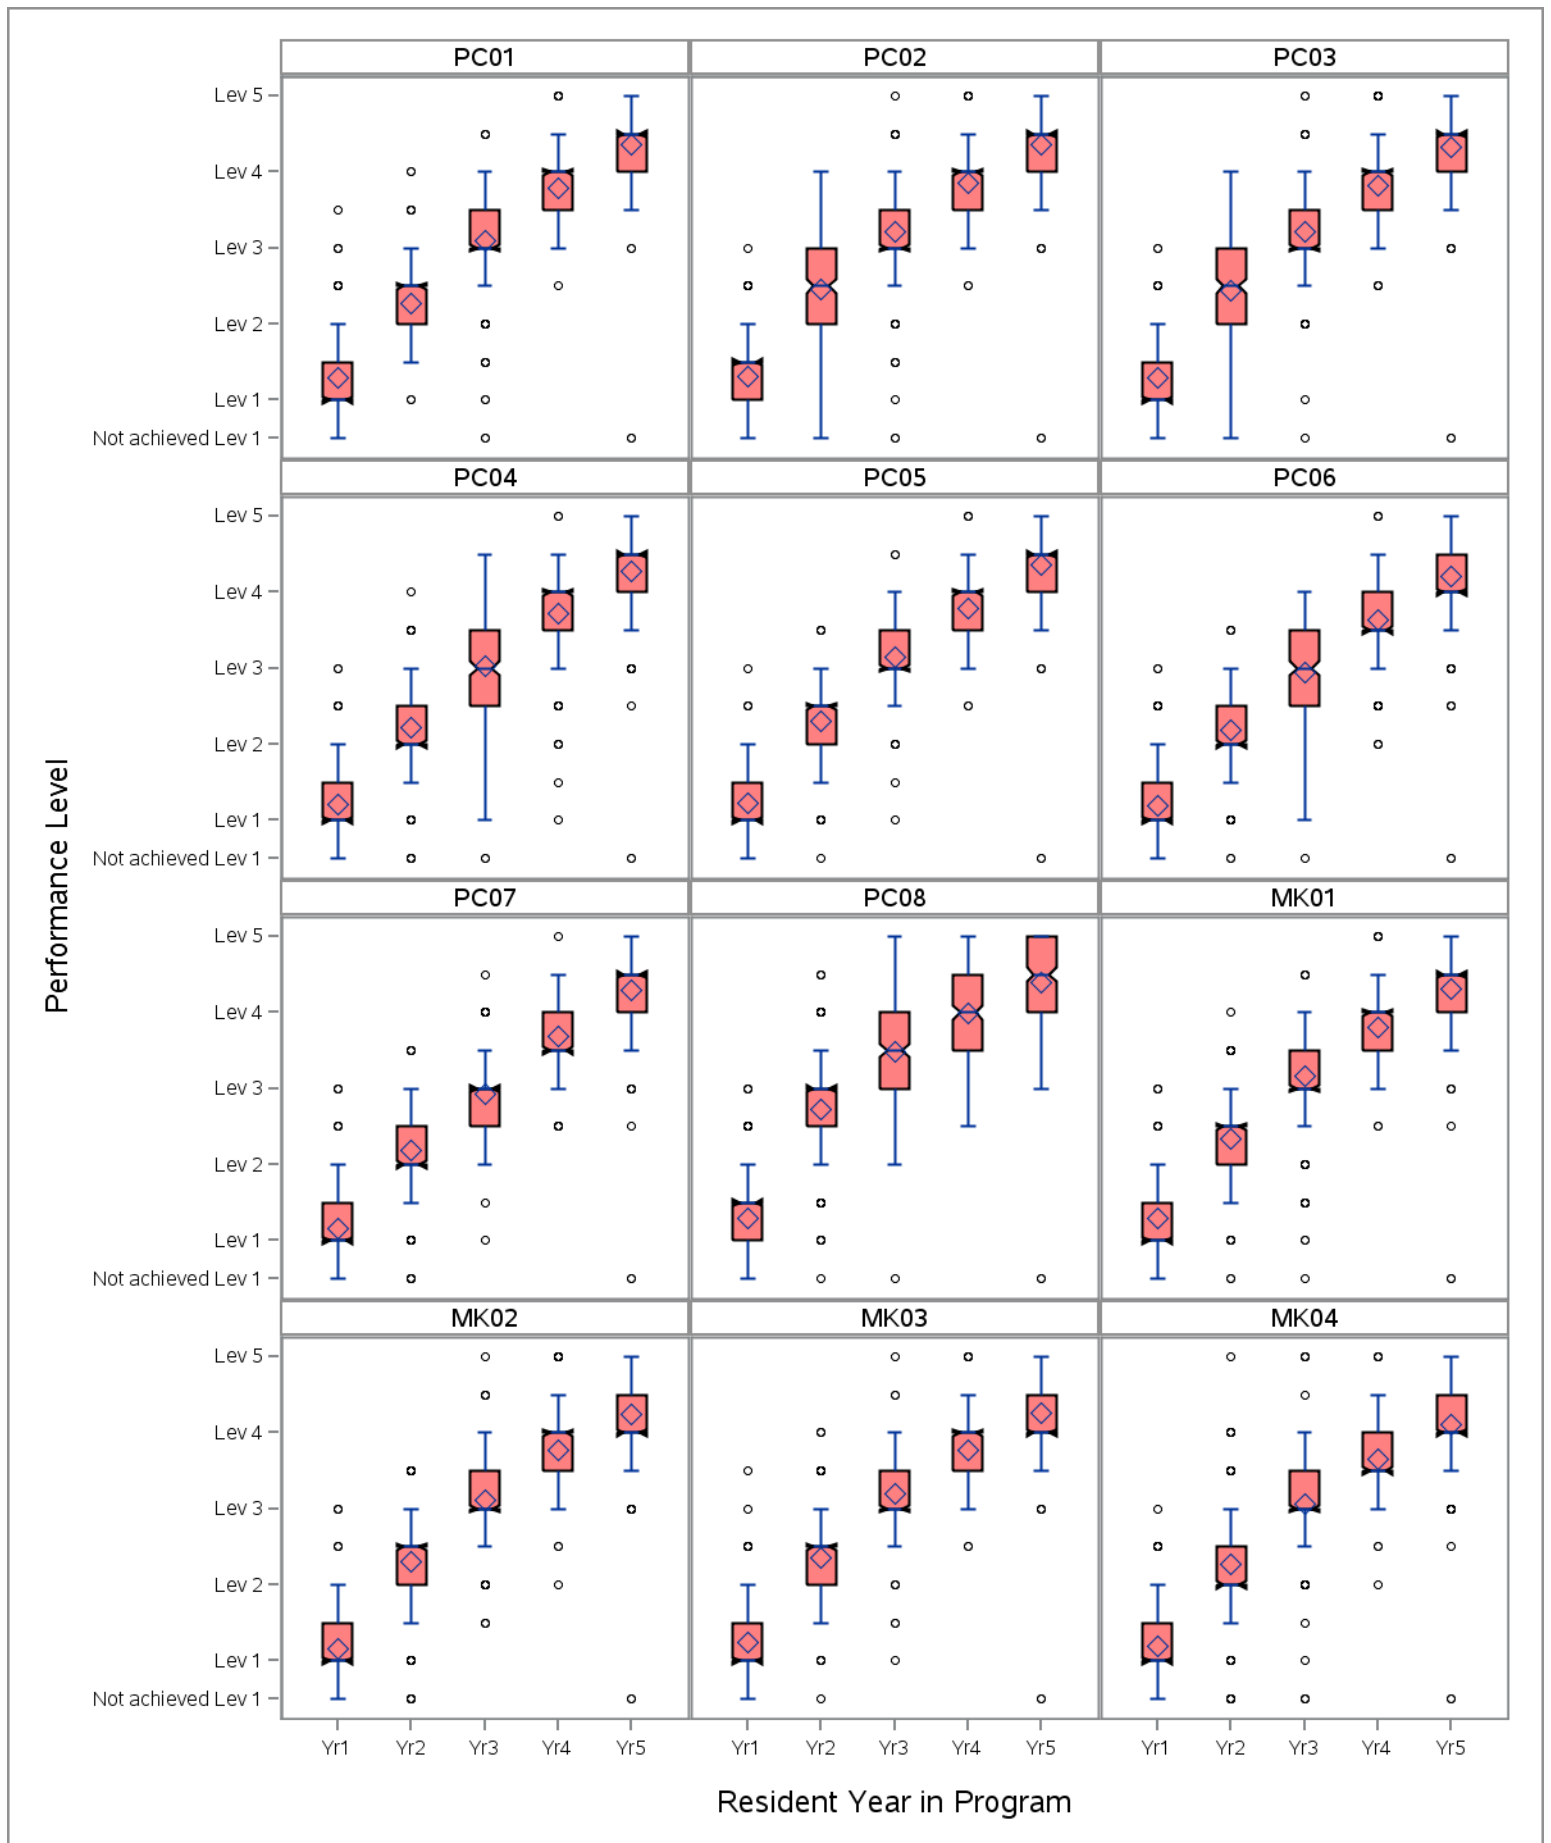 PC01 PC02 PC03
Lev 5
Lev 4
Lev 3
Lev 2
Lev 1
Not achieved Lev 1
PC04 PC05 PC06
Lev 5
Lev 4
Lev 3
Lev 2
Lev 1
Not achieved Lev 1
PC07 PC08 MK01
Lev 5
Lev 4
Lev 3
Lev 2
Lev 1
Not achieved Lev 1
MK02 MK03 MK04
Lev 5
Lev 4
Lev 3
Lev 2
Lev 1
Not achieved Lev 1
Performance Level
Yr1 Yr2 Yr3 Yr4 Yr5 Yr1 Yr2 Yr3 Yr4 Yr5 Yr1 Yr2 Yr3 Yr4 Yr5
Resident Year in Program